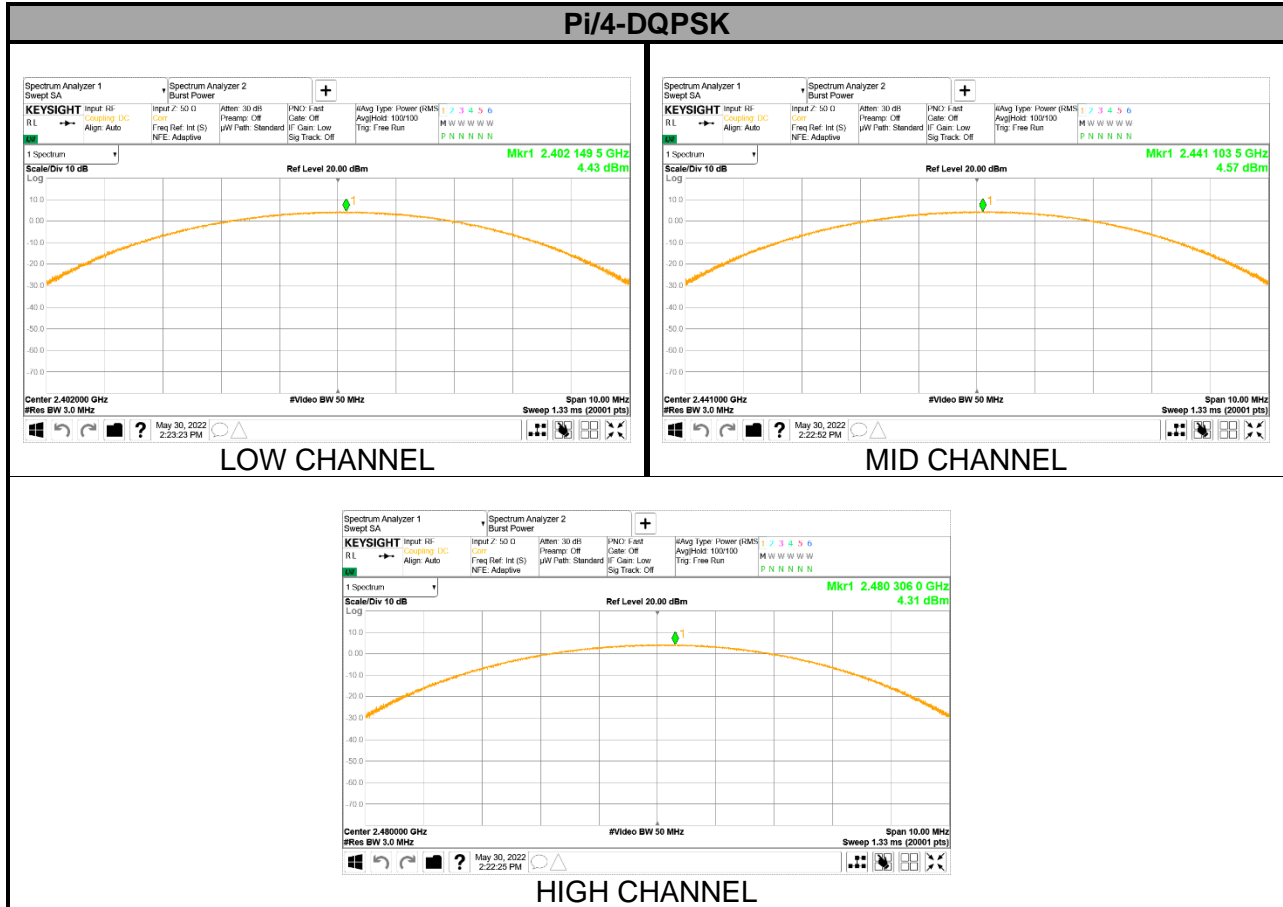 Pi/4-DQPSK
Spectrum Analyzer 1
Swept SA
Spectrum Analyzer 2
Burst Power
+
KEYSIGHT
RL
LW
Input: RF
Coupling: DC
Align: Auto
Input Z: 50 Ω
Corr
Freq Ref: Int (S)
NFE: Adaptive
Atten: 30 dB
Preamp: Off
µW Path: Standard
PNO: Fast
Gate: Off
IF Gain: Low
Sig Track: Off
#Avg Type: Power (RMS
Avg|Hold: 100/100
Trig: Free Run
1 2 3 4 5 6
M W W W W W
P N N N N N
1 Spectrum
Scale/Div 10 dB
Log
Ref Level 20.00 dBm
Mkr1 2.402 149 5 GHz
4.43 dBm
1
10.0
0.00
-10.0
-20.0
-30.0
-40.0
-50.0
-60.0
-70.0
Center 2.402000 GHz
#Res BW 3.0 MHz
#Video BW 50 MHz
Span 10.00 MHz
Sweep 1.33 ms (20001 pts)
?
May 30, 2022
2:23:23 PM
LOW CHANNEL
Spectrum Analyzer 1
Swept SA
Spectrum Analyzer 2
Burst Power
+
KEYSIGHT
RL
LW
Input: RF
Coupling: DC
Align: Auto
Input Z: 50 Ω
Corr
Freq Ref: Int (S)
NFE: Adaptive
Atten: 30 dB
Preamp: Off
µW Path: Standard
PNO: Fast
Gate: Off
IF Gain: Low
Sig Track: Off
#Avg Type: Power (RMS
Avg|Hold: 100/100
Trig: Free Run
1 2 3 4 5 6
M W W W W W
P N N N N N
1 Spectrum
Scale/Div 10 dB
Log
Ref Level 20.00 dBm
Mkr1 2.441 103 5 GHz
4.57 dBm
1
10.0
0.00
-10.0
-20.0
-30.0
-40.0
-50.0
-60.0
-70.0
Center 2.441000 GHz
#Res BW 3.0 MHz
#Video BW 50 MHz
Span 10.00 MHz
Sweep 1.33 ms (20001 pts)
?
May 30, 2022
2:22:52 PM
MID CHANNEL
Spectrum Analyzer 1
Swept SA
Spectrum Analyzer 2
Burst Power
+
KEYSIGHT
RL
LW
Input: RF
Coupling: DC
Align: Auto
Input Z: 50 Ω
Corr
Freq Ref: Int (S)
NFE: Adaptive
Atten: 30 dB
Preamp: Off
µW Path: Standard
PNO: Fast
Gate: Off
IF Gain: Low
Sig Track: Off
#Avg Type: Power (RMS
Avg|Hold: 100/100
Trig: Free Run
1 2 3 4 5 6
M W W W W W
P N N N N N
1 Spectrum
Scale/Div 10 dB
Log
Ref Level 20.00 dBm
Mkr1 2.480 306 0 GHz
4.31 dBm
1
10.0
0.00
-10.0
-20.0
-30.0
-40.0
-50.0
-60.0
-70.0
Center 2.480000 GHz
#Res BW 3.0 MHz
#Video BW 50 MHz
Span 10.00 MHz
Sweep 1.33 ms (20001 pts)
?
May 30, 2022
2:22:25 PM
HIGH CHANNEL